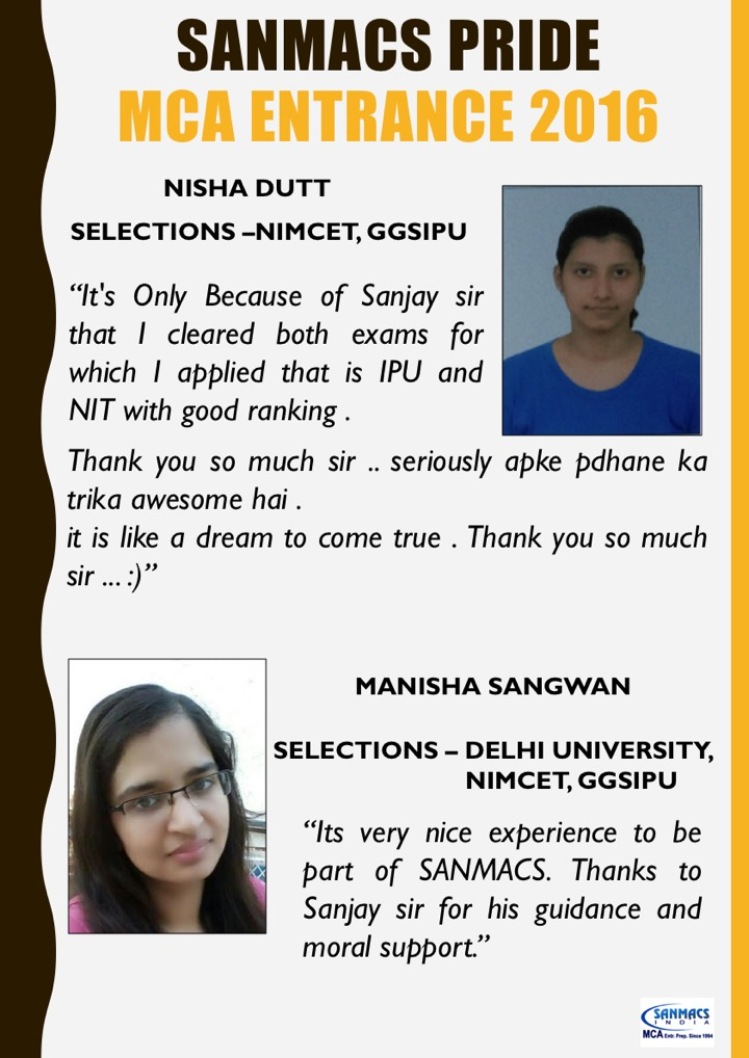 SANMACS PRIDE
MCA ENTRANCE 2016
NISHA DUTT
SELECTIONS –NIMCET, GGSIPU
“It's Only Because of Sanjay sir
that I cleared both exams for
which I applied that is IPU and
NIT with good ranking .
Thank you so much sir .. seriously apke pdhane ka
trika awesome hai .
it is like a dream to come true . Thank you so much
sir ... :)”
MANISHA SANGWAN
SELECTIONS – DELHI UNIVERSITY,
NIMCET, GGSIPU
“Its very nice experience to be
part of SANMACS. Thanks to
Sanjay sir for his guidance and
moral support.”
SANMACS
INDIA
MCA Entr. Prep. Since 1994